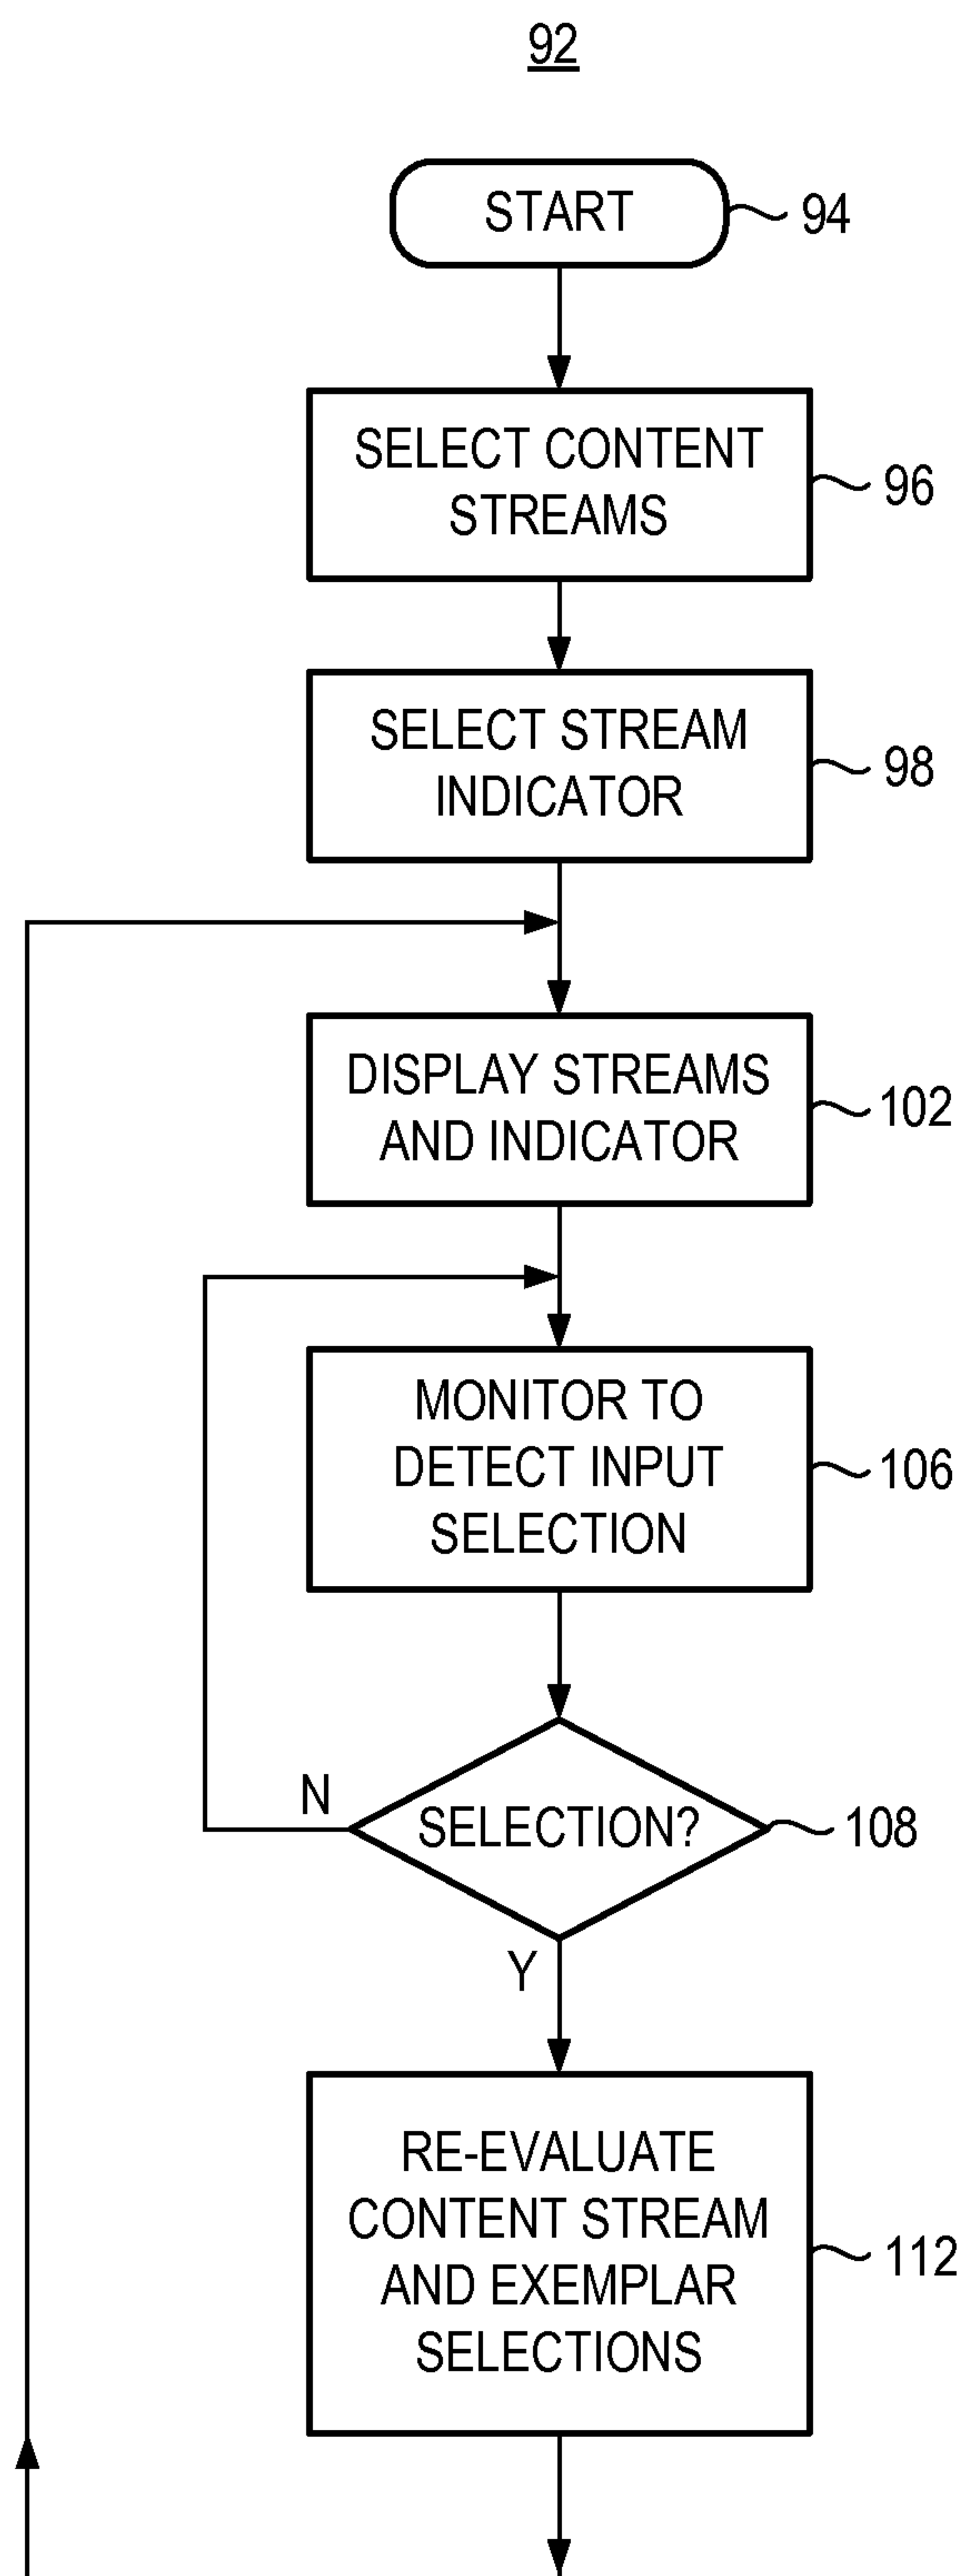 92
START
94
SELECT CONTENT
STREAMS
96
SELECT STREAM
INDICATOR
98
DISPLAY STREAMS
AND INDICATOR
102
MONITOR TO
DETECT INPUT
SELECTION
106
N
SELECTION?
108
Y
RE-EVALUATE
CONTENT STREAM
AND EXEMPLAR
SELECTIONS
112